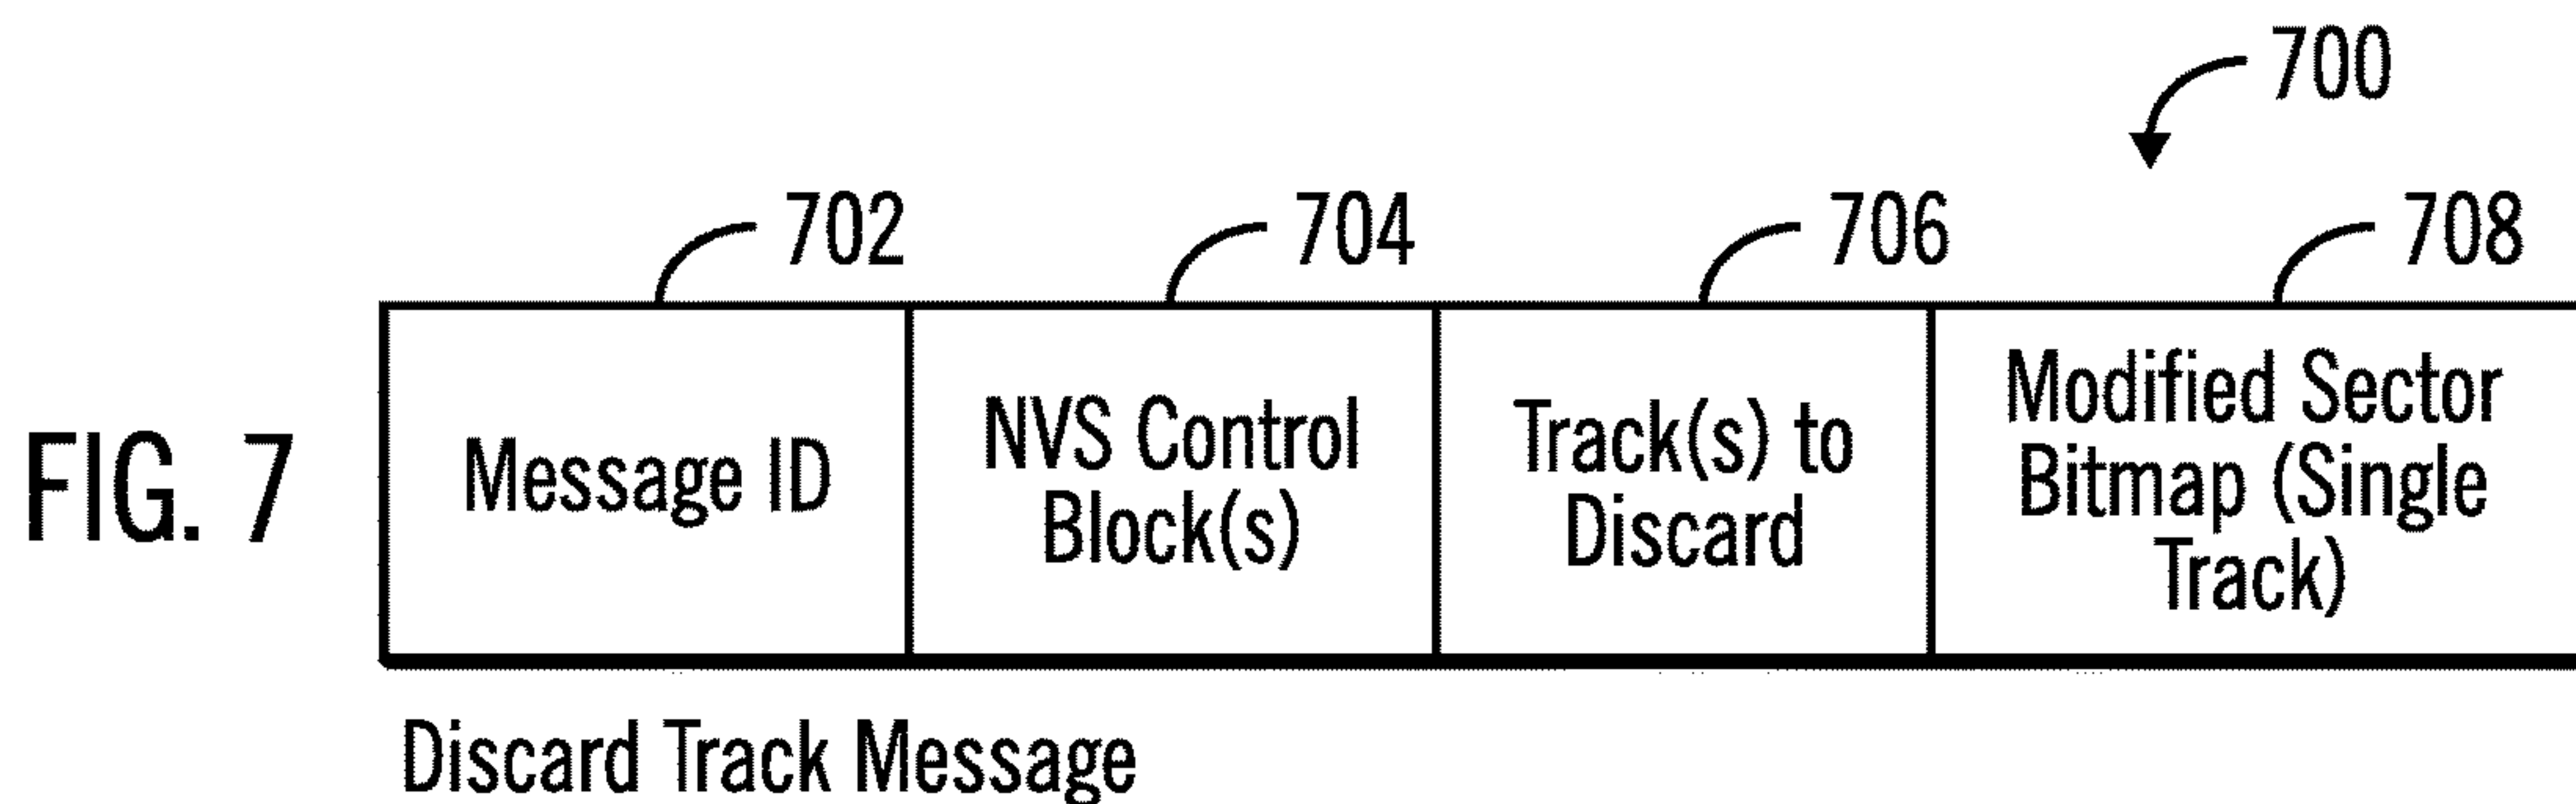 700
702
704
706
708
FIG. 7
Message ID
NVS Control
Block(s)
Track(s) to
Discard
Modified Sector
Bitmap (Single
Track)
Discard Track Message